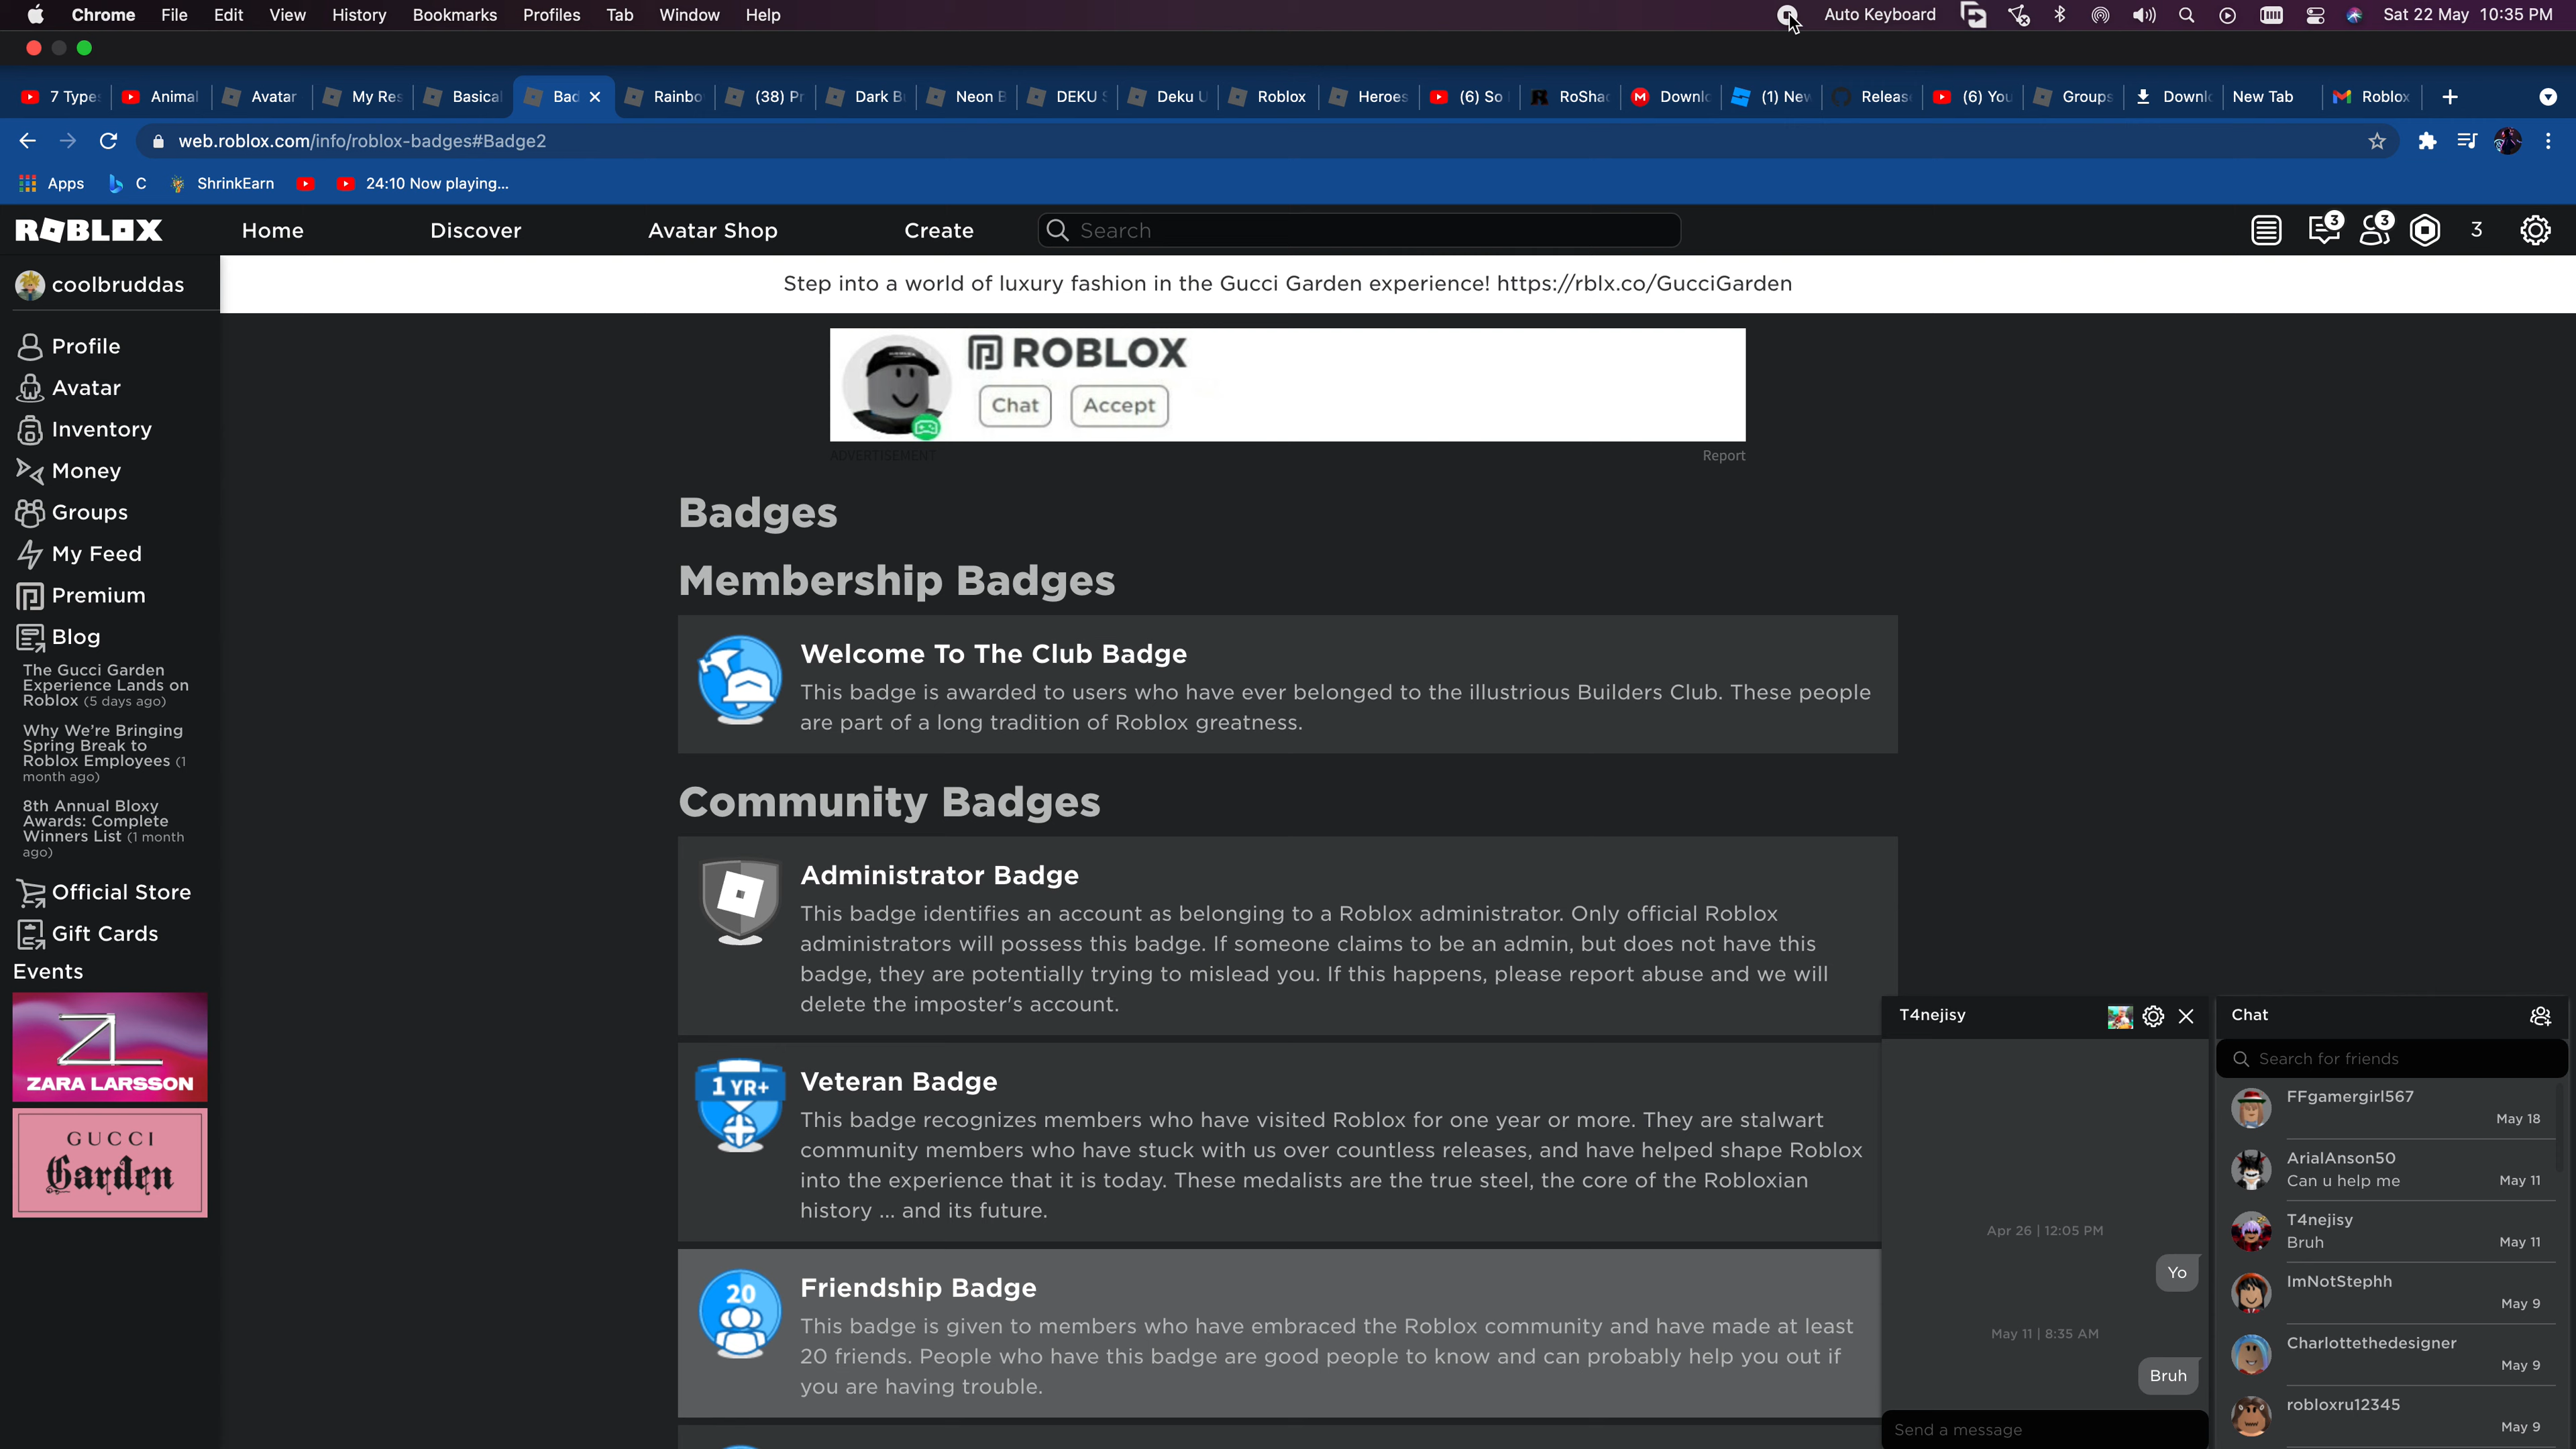 Chrome File Edit View History Bookmarks Profiles Tab Window Help Auto Keyboard Sat 22 May 10:35 PM
7 Type Animal Avatar My Res Basical Bad Rainbo (38) Pr Dark B Neon B DEKU S Deku U Roblox Heroes (6) So RoShad Downlo (1) New Releas (6) You Groups Downlo New Tab Roblox
web.roblox.com/info/roblox-badges#Badge2
Apps C ShrinkEarn 24:10 Now playing...
ROBLOX Home Discover Avatar Shop Create Search 3 3 3
coolbruddas
Step into a world of luxury fashion in the Gucci Garden experience! https://rblx.co/GucciGarden
Profile
Avatar
Inventory
Money
Groups
My Feed
Premium
Blog
The Gucci Garden
Experience Lands on
Roblox (5 days ago)
Why We're Bringing
Spring Break to
Roblox Employees (1
month ago)
8th Annual Bloxy
Awards: Complete
Winners List (1 month
ago)
Official Store
Gift Cards
Events
ZARA LARSSON
GUCCI
Garden
ROBLOX
Chat Accept
ADVERTISEMENT Report
Badges
Membership Badges
Welcome To The Club Badge
This badge is awarded to users who have ever belonged to the illustrious Builders Club. These people
are part of a long tradition of Roblox greatness.
Community Badges
Administrator Badge
This badge identifies an account as belonging to a Roblox administrator. Only official Roblox
administrators will possess this badge. If someone claims to be an admin, but does not have this
badge, they are potentially trying to mislead you. If this happens, please report abuse and we will
delete the imposter's account.
1 YR+
Veteran Badge
This badge recognizes members who have visited Roblox for one year or more. They are stalwart
community members who have stuck with us over countless releases, and have helped shape Roblox
into the experience that it is today. These medalists are the true steel, the core of the Robloxian
history ... and its future.
20
Friendship Badge
This badge is given to members who have embraced the Roblox community and have made at least
20 friends. People who have this badge are good people to know and can probably help you out if
you are having trouble.
T4nejisy
Apr 26 | 12:05 PM
Yo
May 11 | 8:35 AM
Bruh
Send a message
Chat
Search for friends
FFgamergirl567
May 18
ArialAnson50
Can u help me May 11
T4nejisy
Bruh May 11
ImNotStephh
May 9
Charlottethedesigner
May 9
robloxru12345
May 9